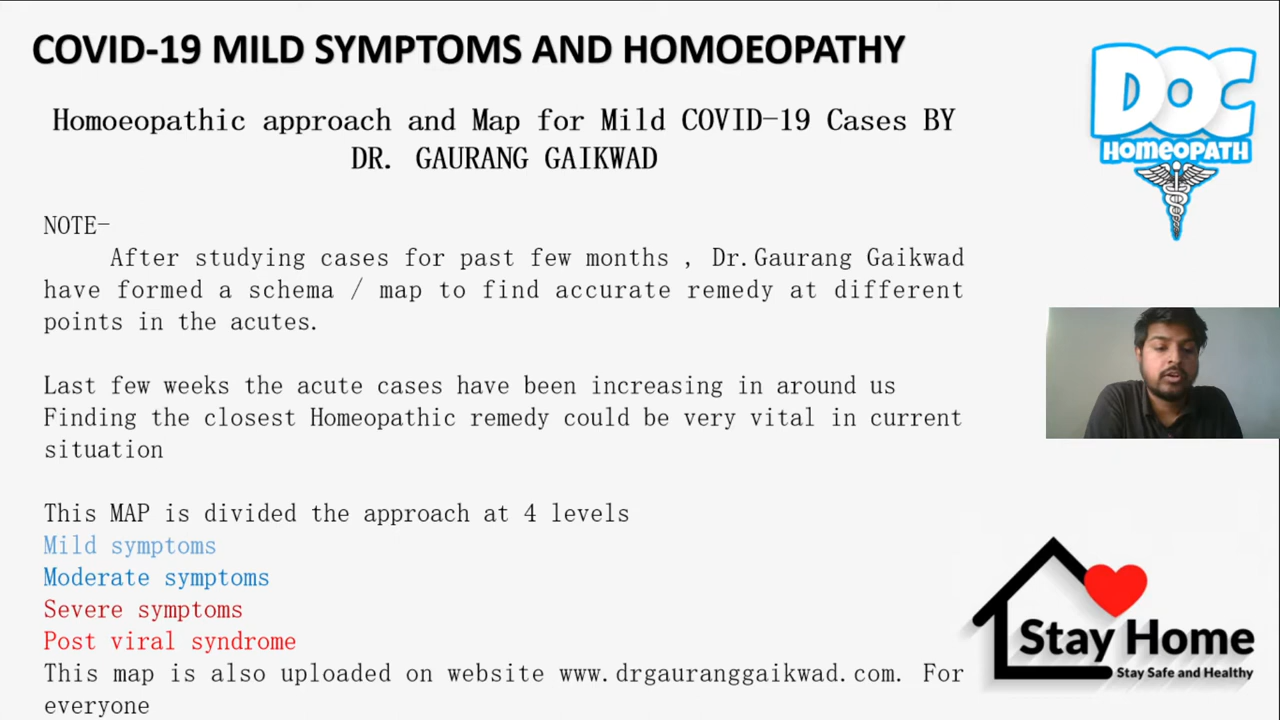 COVID-19 MILD SYMPTOMS AND HOMOEOPATHY
Homoeopathic approach and Map for Mild COVID-19 Cases BY
DR. GAURANG GAIKWAD
DOC
HOMEOPATH
NOTE-
After studying cases for past few months , Dr.Gaurang Gaikwad
have formed a schema / map to find accurate remedy at different
points in the acutes.
Last few weeks the acute cases have been increasing in around us
Finding the closest Homeopathic remedy could be very vital in current
situation
This MAP is divided the approach at 4 levels
Mild symptoms
Moderate symptoms
Severe symptoms
Post viral syndrome
This map is also uploaded on website www.drgauranggaikwad.com. For
everyone
Stay Home
Stay Safe and Healthy